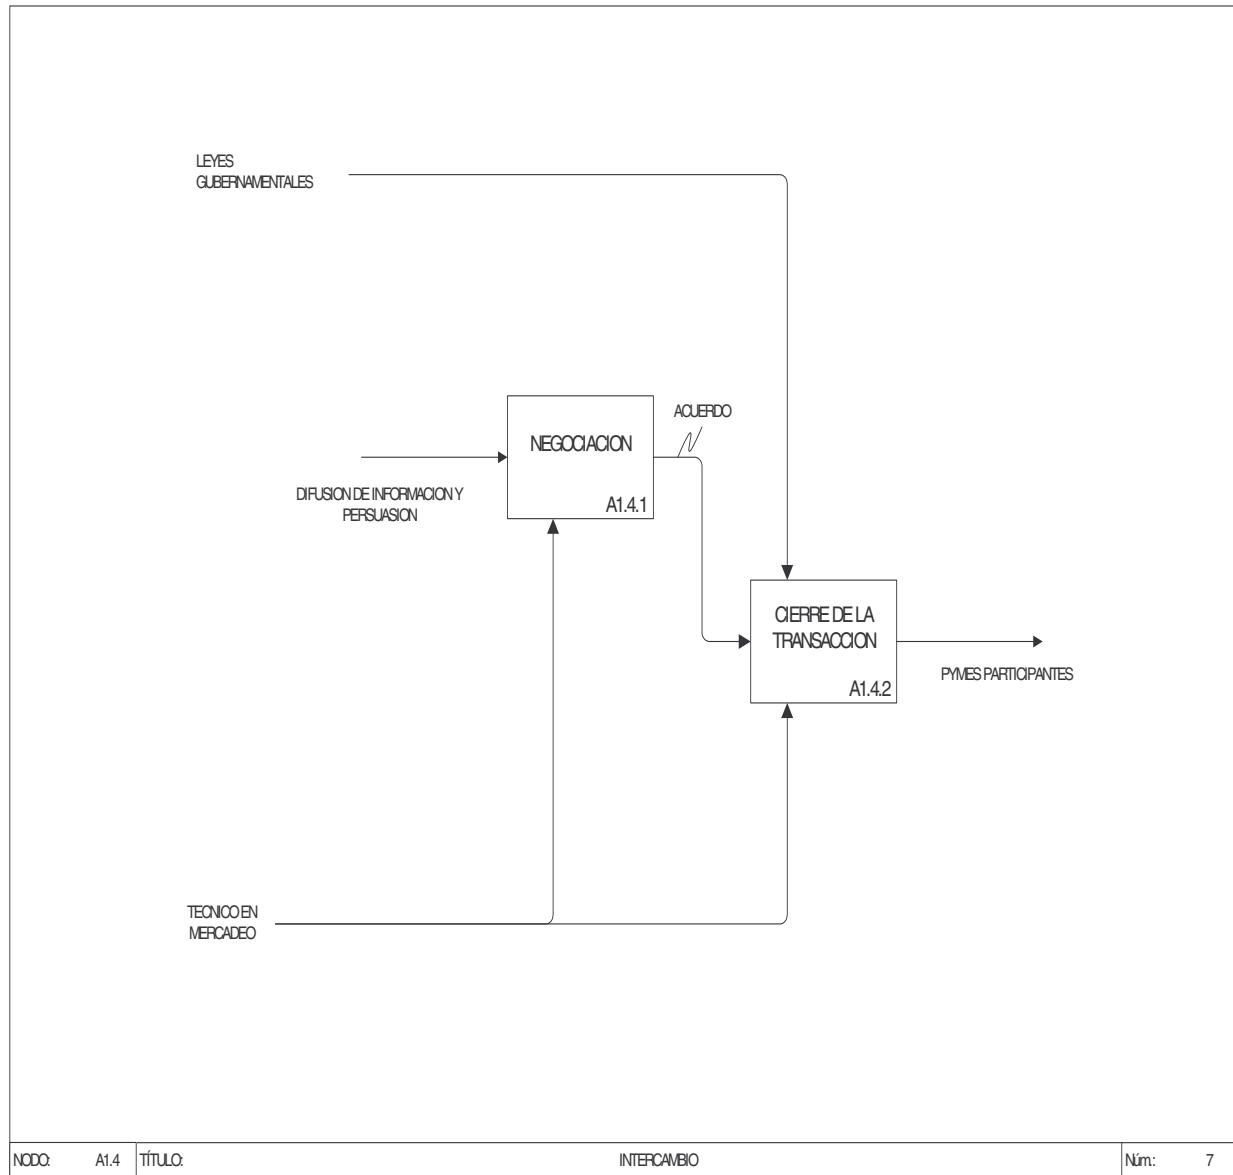 LEYES
GUBERNAMENTALES
ACUERDO
NEGOCIACION
A1.4.1
DIFUSION DE INFORMACION Y
PERSUASION
CIERRE DE LA
TRANSACCION
A1.4.2
PYMES PARTICIPANTES
TECNICO EN
MERCADEO
NODO: A1.4 TÍTULO: INTERCAMBIO Núm.: 7